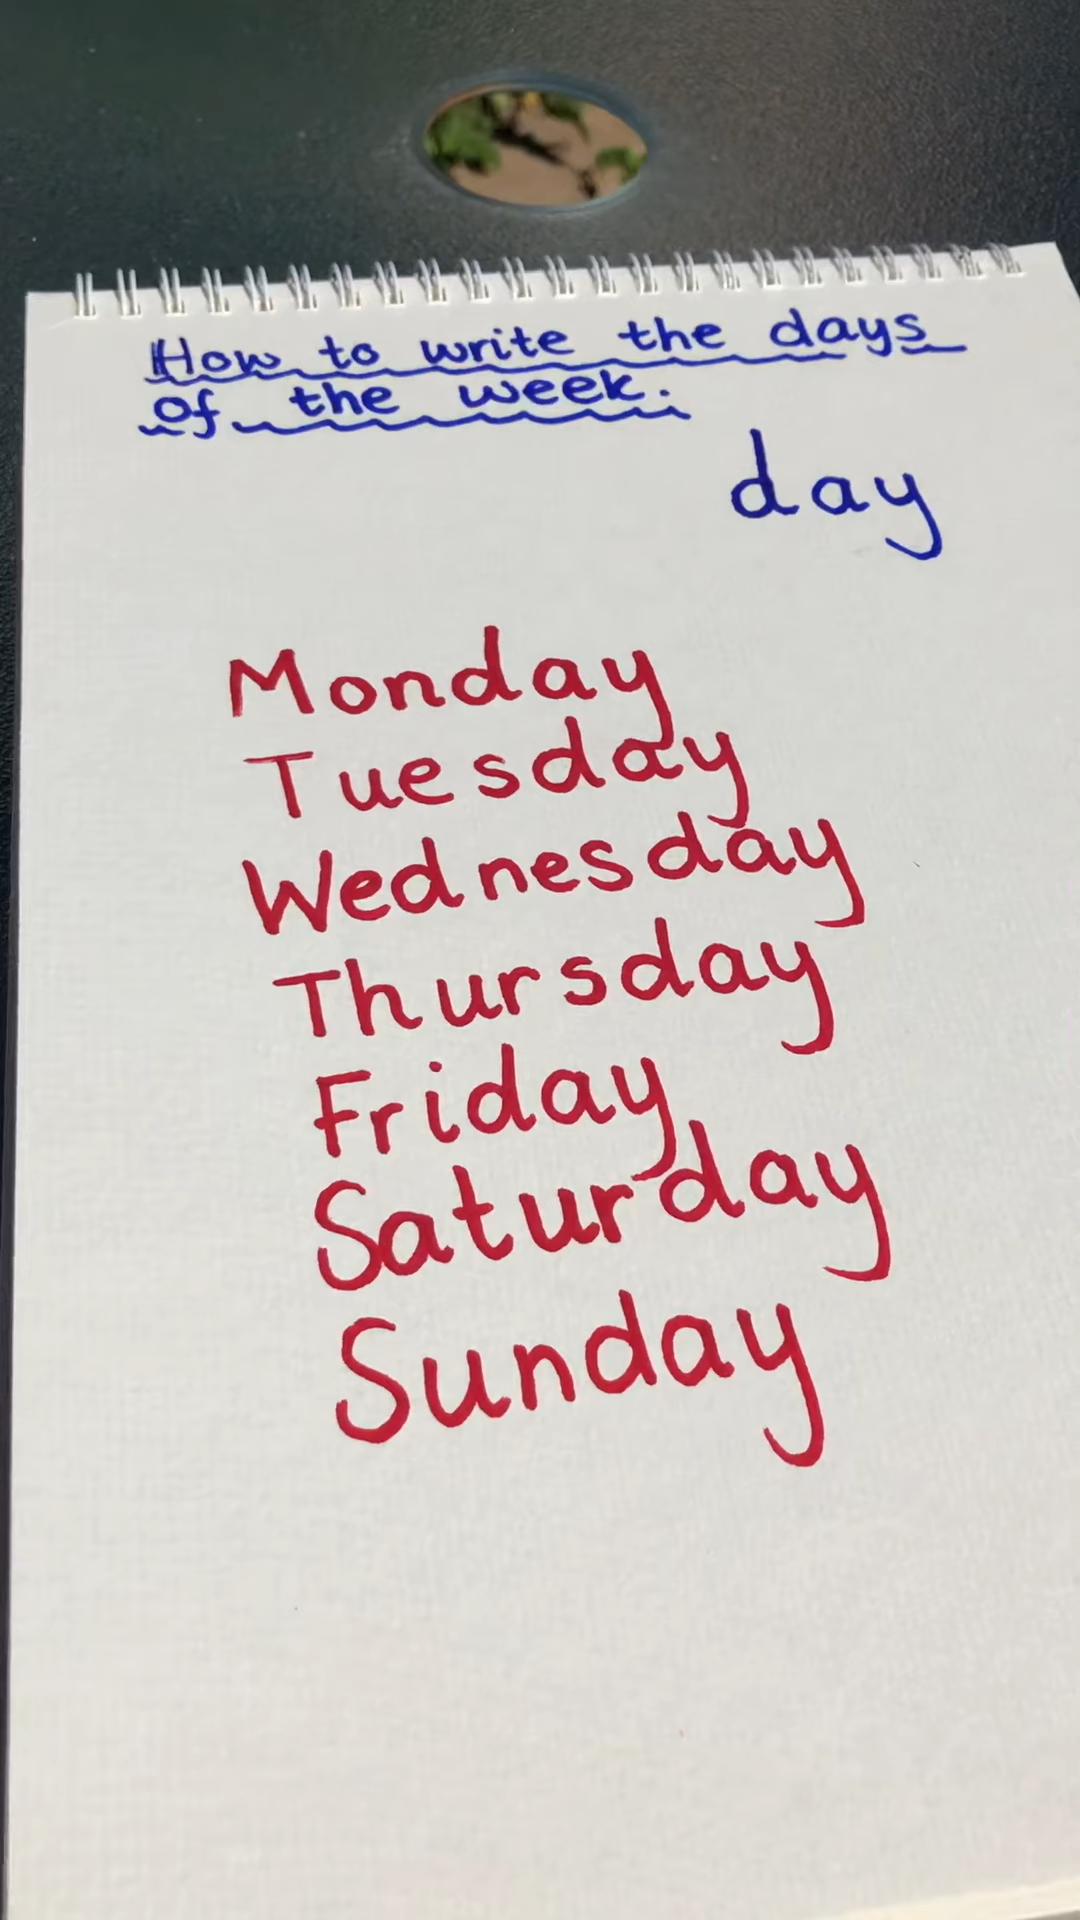 How to write the days
of the week.
day
Monday
Tuesday
Wednesday
Thursday
Friday
Saturday
Sunday